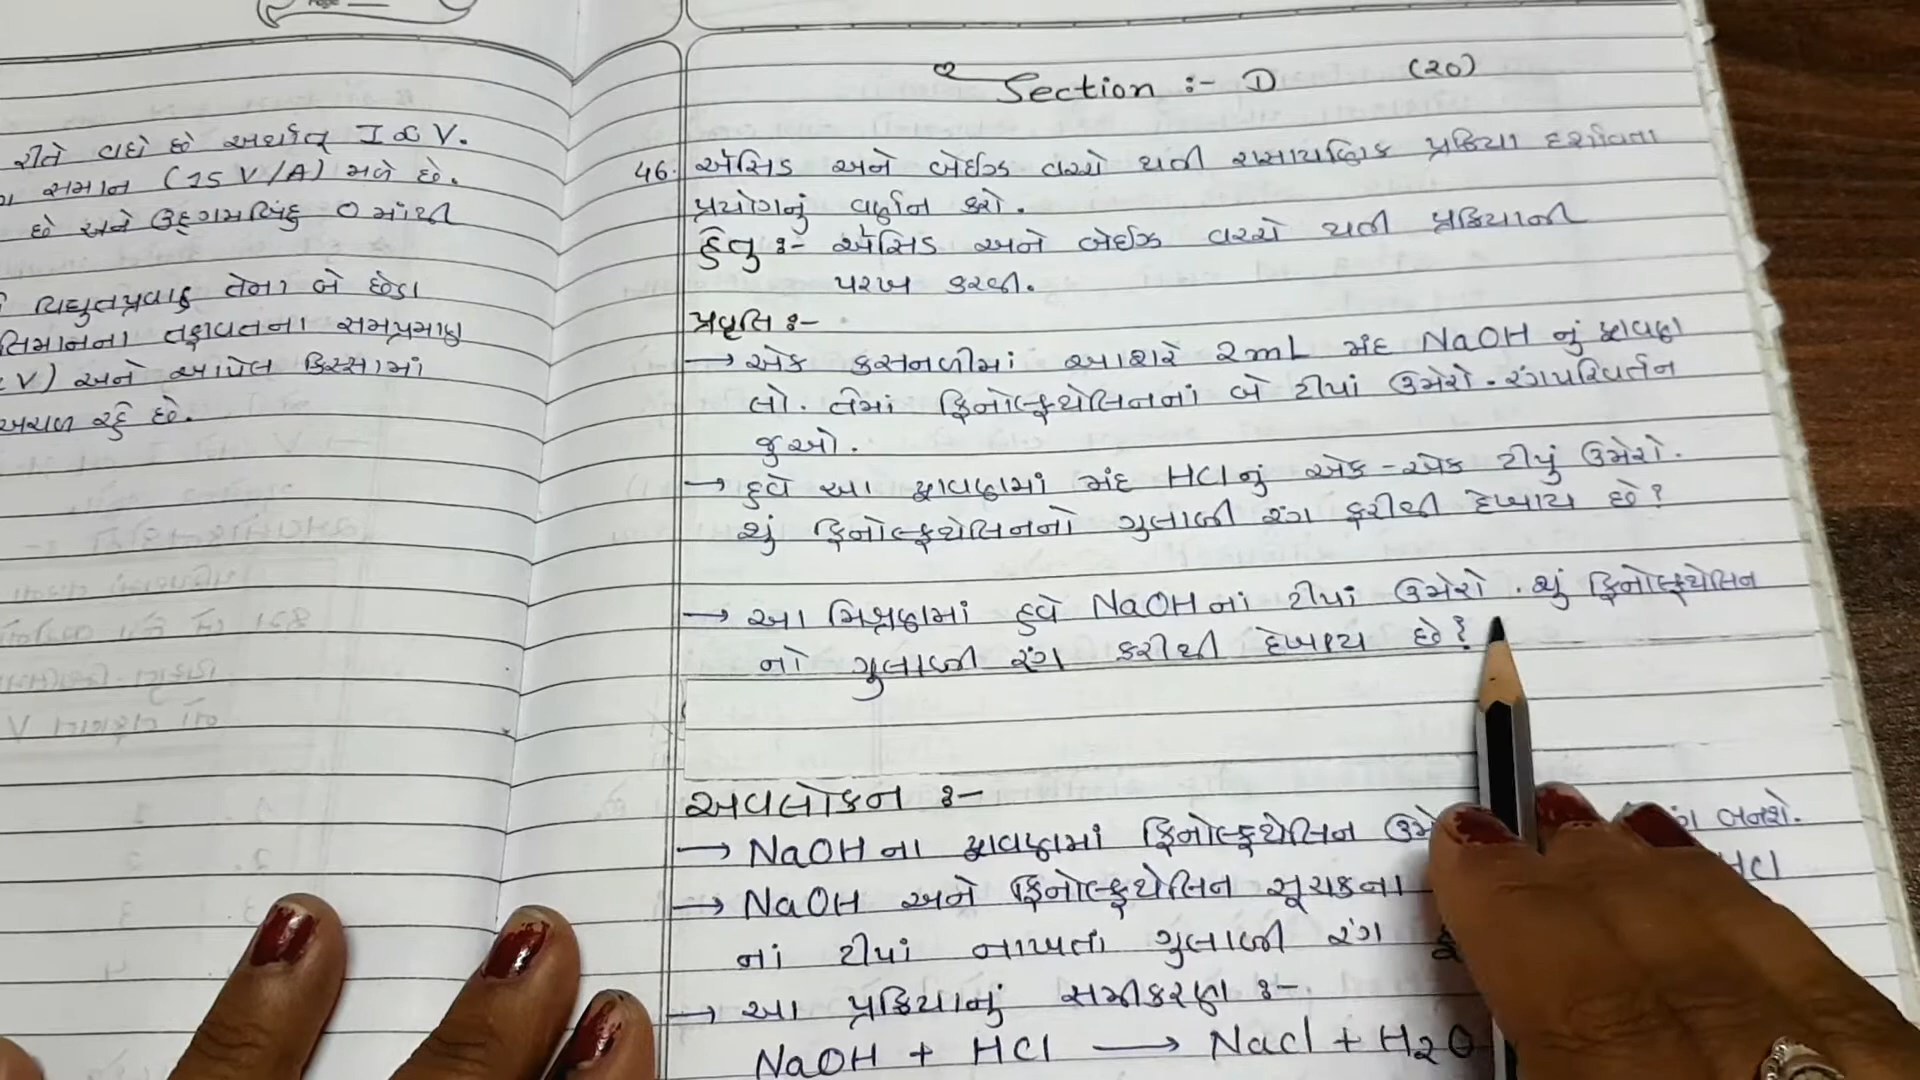 રીતે વધે છે અર્થાત્ I ∝ V.
સમાન (15 V/A) મળે છે.
છે અને ઉદ્દગમબિંદુ O માંથી
વિદ્યુતપ્રવાહ તેના બે છેડા
તફાવતના સમપ્રમાણ
V) અને આપેલ કિસ્સામાં
અચળ રહે છે.
Section :- D (20)
46. એસિડ અને બેઈઝ વચ્ચે થતી રાસાયણિક પ્રક્રિયા દર્શાવતા
પ્રયોગનું વર્ણન કરો.
હેતુ :- એસિડ અને બેઈઝ વચ્ચે થતી પ્રક્રિયાની
પરખ કરવી.
પ્રવૃતિ :-
→ એક કસનળીમાં આશરે 2mL મંદ NaOH નું દ્રાવણ
લો. તેમાં ફિનોલ્ફથેલિનનાં બે ટીપાં ઉમેરો. રંગપરિવર્તન
જુઓ.
→ હવે આ દ્રાવણમાં મંદ HCl નું એક-એક ટીપું ઉમેરો.
શું ફિનોલ્ફથેલિનનો ગુલાબી રંગ ફરીથી દેખાય છે?
→ આ મિશ્રણમાં હવે NaOH નાં ટીપાં ઉમેરો. શું ફિનોલ્ફથેલિન
નો ગુલાબી રંગ ફરીથી દેખાય છે?
અવલોકન :-
→ NaOH ના દ્રાવણમાં ફિનોલ્ફથેલિન બનશે.
→ NaOH અને ફિનોલ્ફથેલિન સૂચકના HCl
નાં ટીપાં નાખતાં ગુલાબી રંગ
→ આ પ્રક્રિયાનું સમીકરણ :-
NaOH + HCl → Nacl + H2O